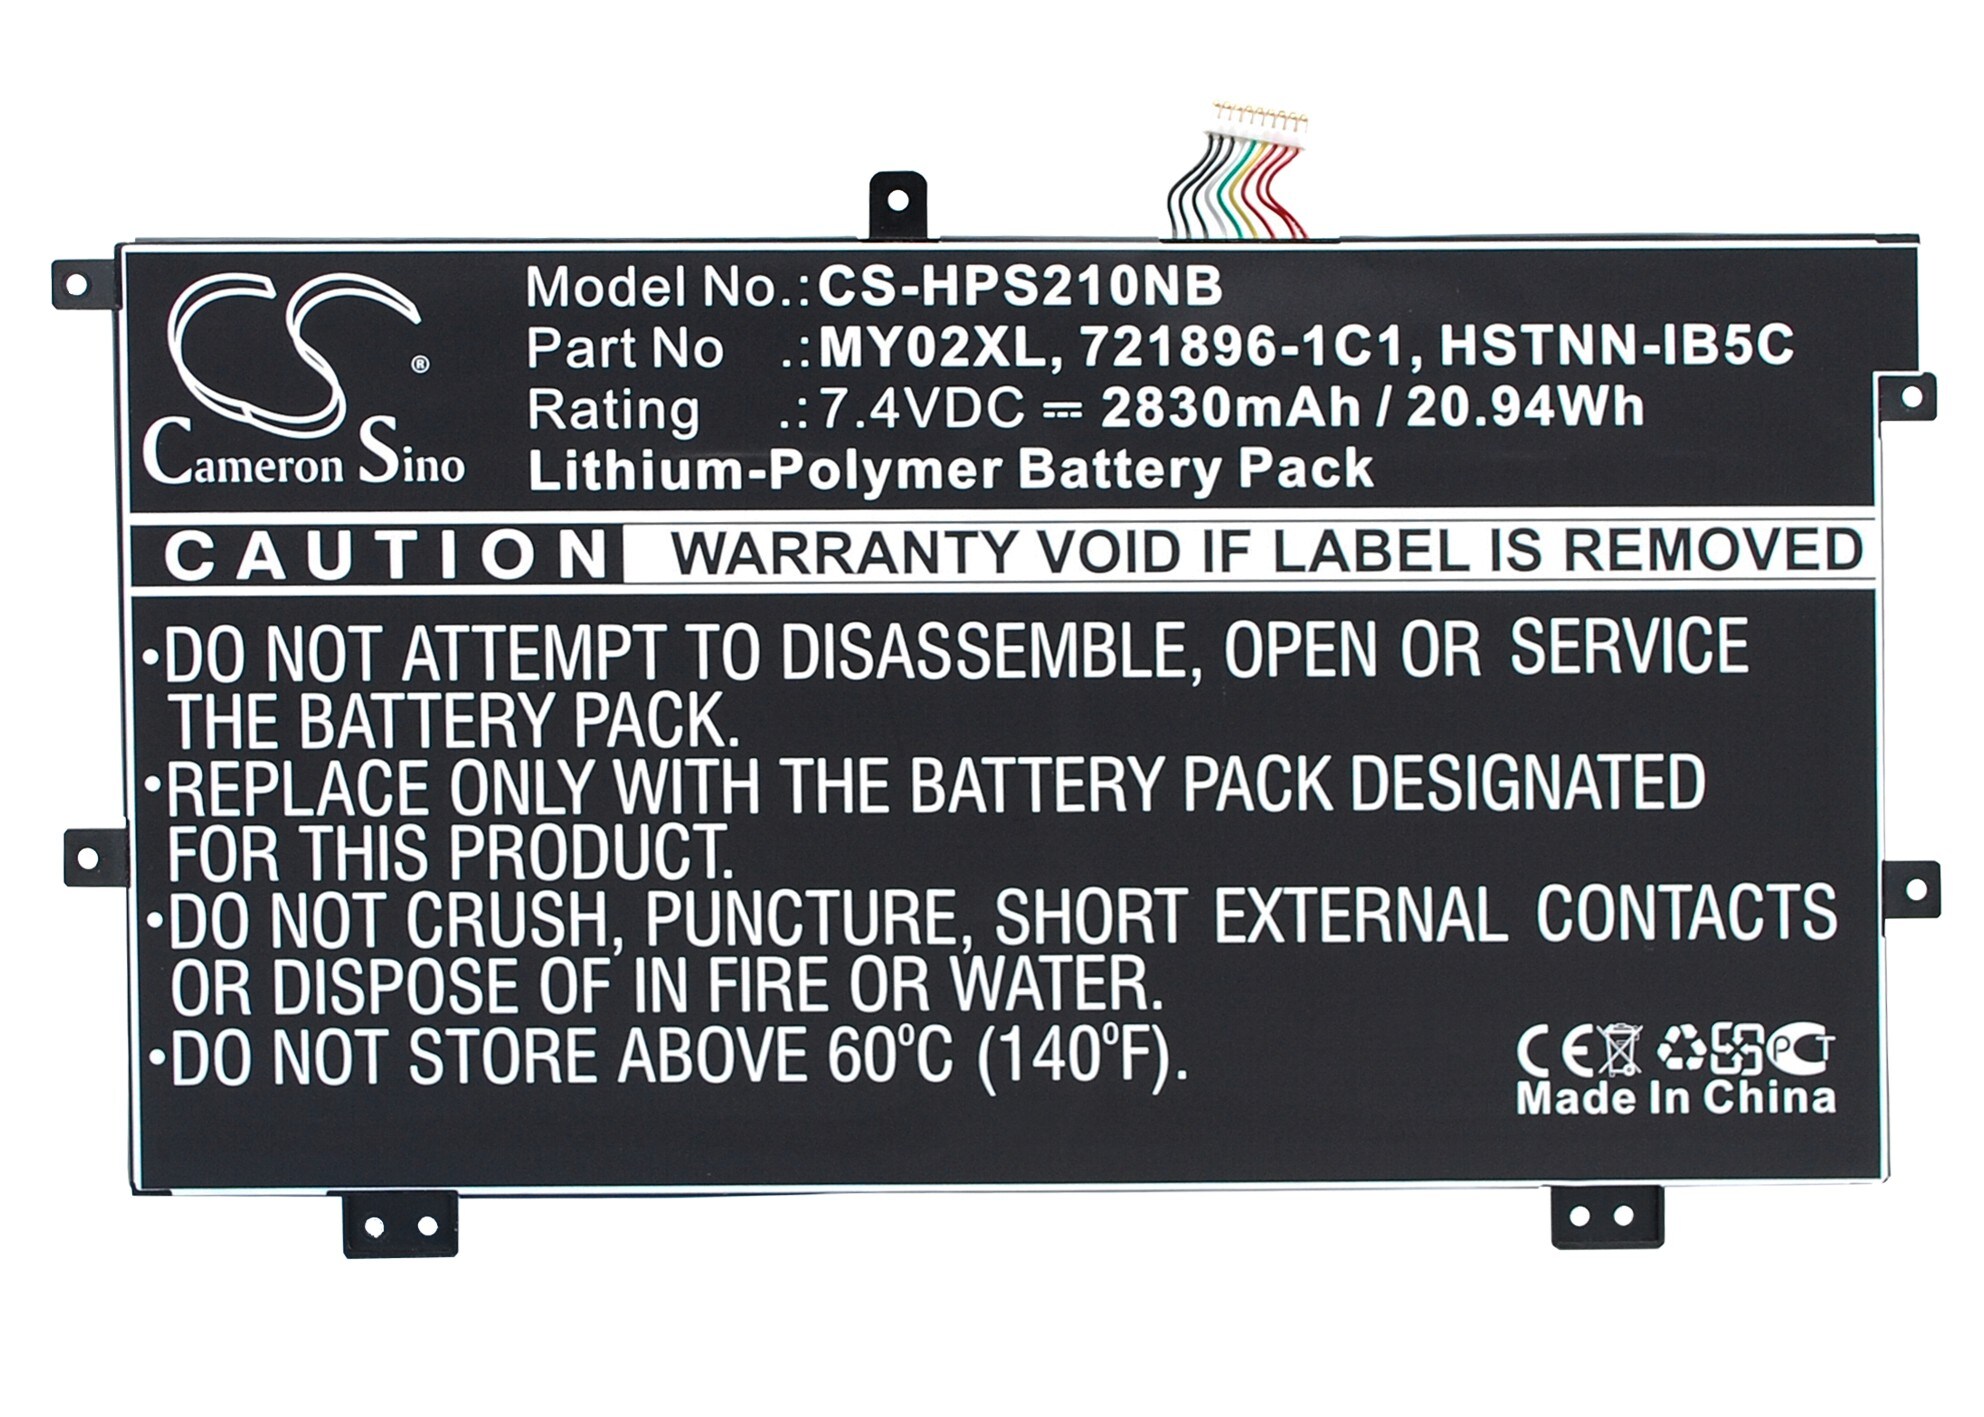 CS ®
Cameron Sino
Model No.: CS-HPS210NB
Part No .: MY02XL, 721896-1C1, HSTNN-IB5C
Rating .: 7.4VDC ⎓ 2830mAh / 20.94Wh
Lithium-Polymer Battery Pack
CAUTION WARRANTY VOID IF LABEL IS REMOVED
•DO NOT ATTEMPT TO DISASSEMBLE, OPEN OR SERVICE
THE BATTERY PACK.
•REPLACE ONLY WITH THE BATTERY PACK DESIGNATED
FOR THIS PRODUCT.
•DO NOT CRUSH, PUNCTURE, SHORT EXTERNAL CONTACTS
OR DISPOSE OF IN FIRE OR WATER.
•DO NOT STORE ABOVE 60°C (140°F).
CE PCT
Made In China